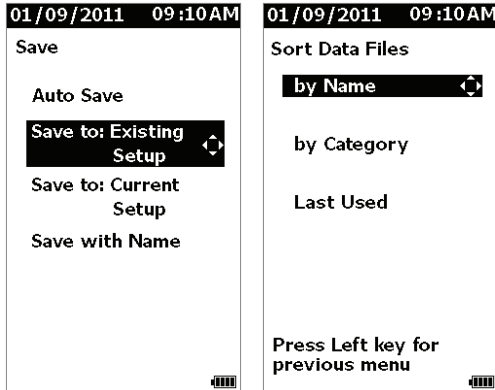 01/09/2011 09:10AM
Save
Auto Save
Save to: Existing
Setup
Save to: Current
Setup
Save with Name
01/09/2011 09:10AM
Sort Data Files
by Name
by Category
Last Used
Press Left key for
previous menu